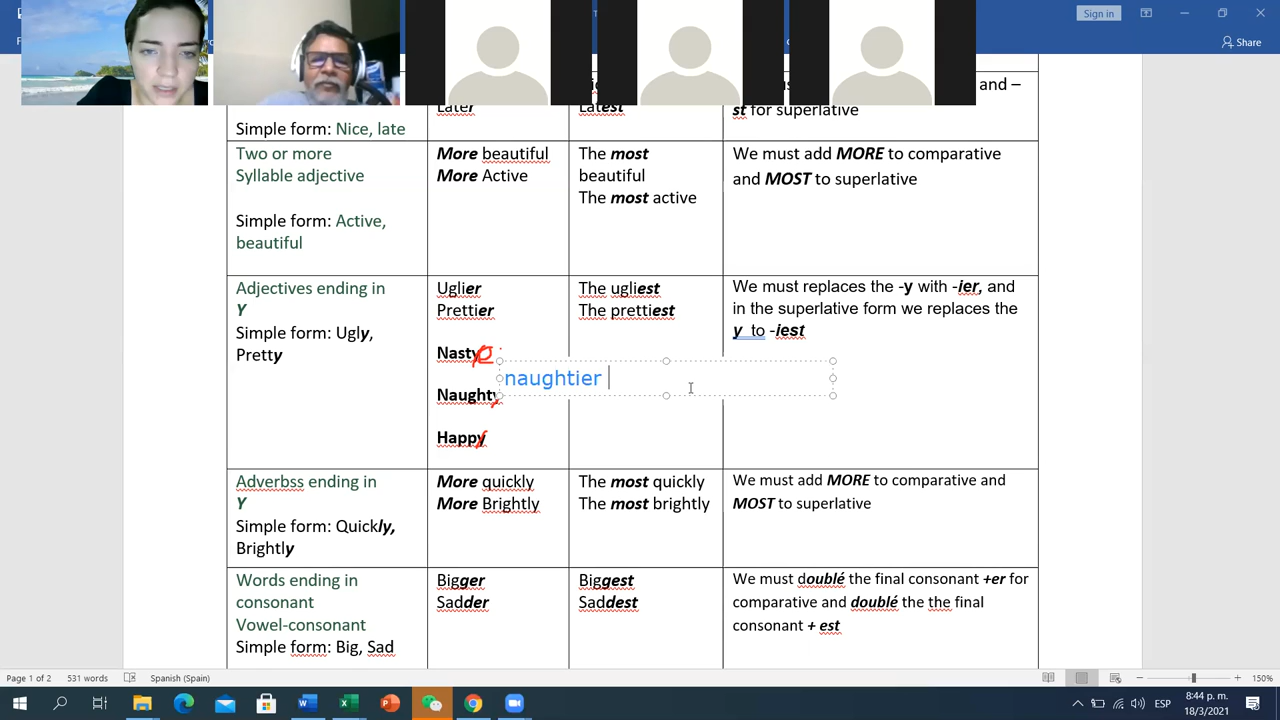 Sign in
Share
and –
Later
Latest
st for superlative
Simple form: Nice, late
Two or more
Syllable adjective
Simple form: Active,
beautiful
More beautiful
More Active
The most
beautiful
The most active
We must add MORE to comparative
and MOST to superlative
Adjectives ending in
Y
Simple form: Ugly,
Pretty
Uglier
Prettier
Nasty
Naughty
Happy
naughtier
The ugliest
The prettiest
We must replaces the -y with -ier, and
in the superlative form we replaces the
y to -iest
Adverbss ending in
Y
Simple form: Quickly,
Brightly
More quickly
More Brightly
The most quickly
The most brightly
We must add MORE to comparative and
MOST to superlative
Words ending in
consonant
Vowel-consonant
Simple form: Big, Sad
Bigger
Sadder
Biggest
Saddest
We must doublé the final consonant +er for
comparative and doublé the the final
consonant + est
Page 1 of 2
531 words
Spanish (Spain)
150%
ESP
8:44 p. m.
18/3/2021